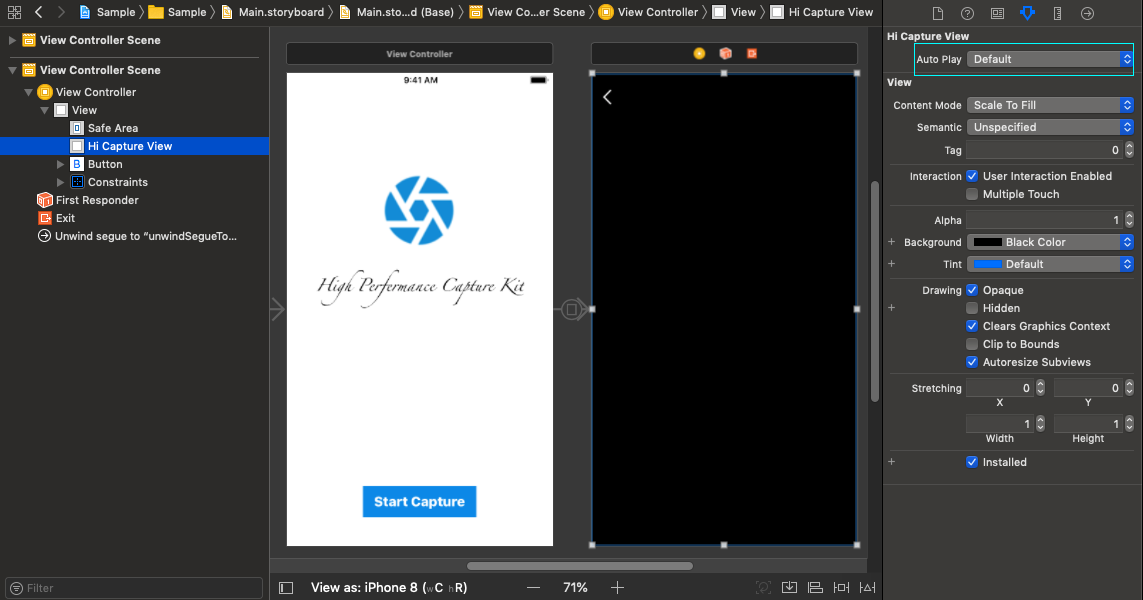 Sample
Sample
Main.storyboard
Main.sto...d (Base)
View Co...er Scene
View Controller
View
Hi Capture View
View Controller Scene
View Controller Scene
View Controller
View
Safe Area
Hi Capture View
B Button
Constraints
First Responder
Exit
Unwind segue to “unwindSegueTo...
Filter
View Controller
9:41 AM
High Perfermance Capture Kit
Start Capture
View as: iPhone 8 (wC hR)
71%
Hi Capture View
Auto Play Default
View
Content Mode Scale To Fill
Semantic Unspecified
Tag 0
Interaction User Interaction Enabled
Multiple Touch
Alpha 1
Background Black Color
Tint Default
Drawing Opaque
Hidden
Clears Graphics Context
Clip to Bounds
Autoresize Subviews
Stretching 0 0
X Y
1 1
Width Height
Installed